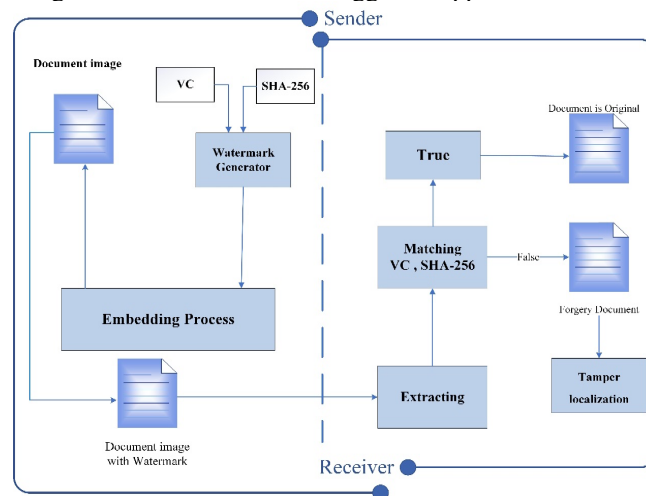 Sender
Document image
VC
SHA-256
Watermark
Generator
Embedding Process
Document image
with Watermark
Document is Original
True
Matching
VC , SHA-256
False
Forgery Document
Extracting
Tamper
localization
Receiver